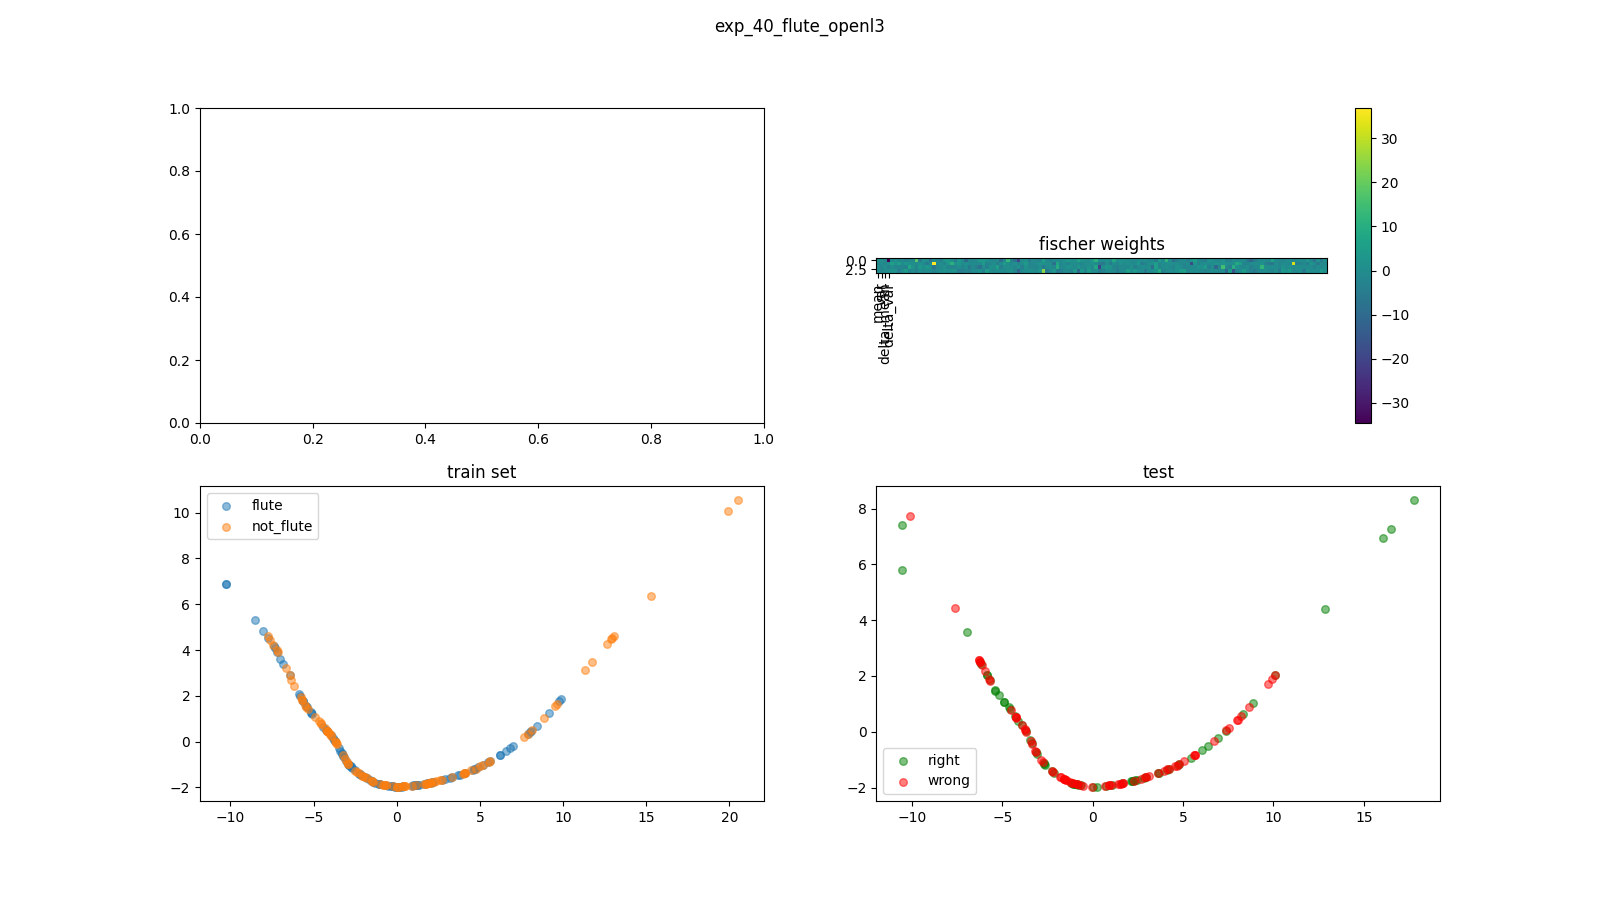 exp_40_flute_openl3
1.0
0.8
0.6
0.4
0.2
0.0
0.0 0.2 0.4 0.6 0.8 1.0
fischer weights
0.0
2.5
mean
delta_mean
delta_var
30
20
10
0
−10
−20
−30
train set
flute
not_flute
10
8
6
4
2
0
−2
−10 −5 0 5 10 15 20
test
8
6
4
2
0
−2
right
wrong
−10 −5 0 5 10 15